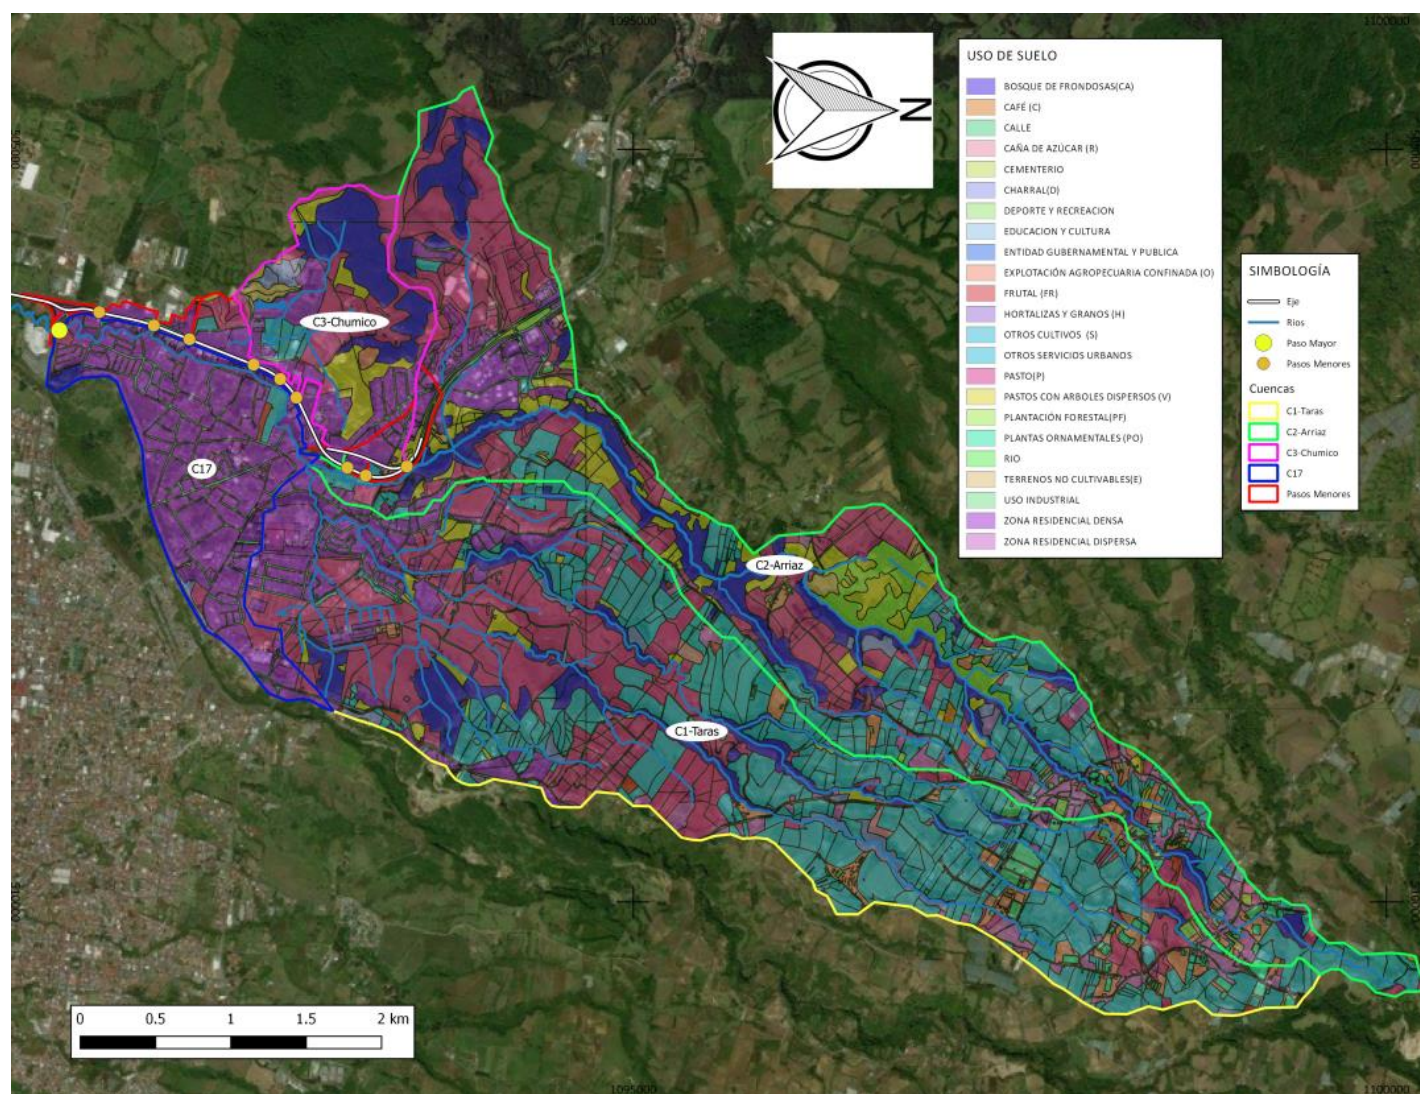 1095000
1100000
N
USO DE SUELO
BOSQUE DE FRONDOSAS(CA)
CAFÉ (C)
CALLE
CAÑA DE AZÚCAR (R)
CEMENTERIO
CHARRAL(D)
DEPORTE Y RECREACION
EDUCACION Y CULTURA
ENTIDAD GUBERNAMENTAL Y PUBLICA
EXPLOTACIÓN AGROPECUARIA CONFINADA (O)
FRUTAL (FR)
HORTALIZAS Y GRANOS (H)
OTROS CULTIVOS (S)
OTROS SERVICIOS URBANOS
PASTO(P)
PASTOS CON ARBOLES DISPERSOS (V)
PLANTACIÓN FORESTAL(PF)
PLANTAS ORNAMENTALES (PO)
RIO
TERRENOS NO CULTIVABLES(E)
USO INDUSTRIAL
ZONA RESIDENCIAL DENSA
ZONA RESIDENCIAL DISPERSA
SIMBOLOGÍA
Eje
Rios
Paso Mayor
Pasos Menores
Cuencas
C1-Taras
C2-Arriaz
C3-Chumico
C17
Pasos Menores
C3-Chumico
C17
C2-Arriaz
C1-Taras
0 0.5 1 1.5 2 km
1095000
1100000